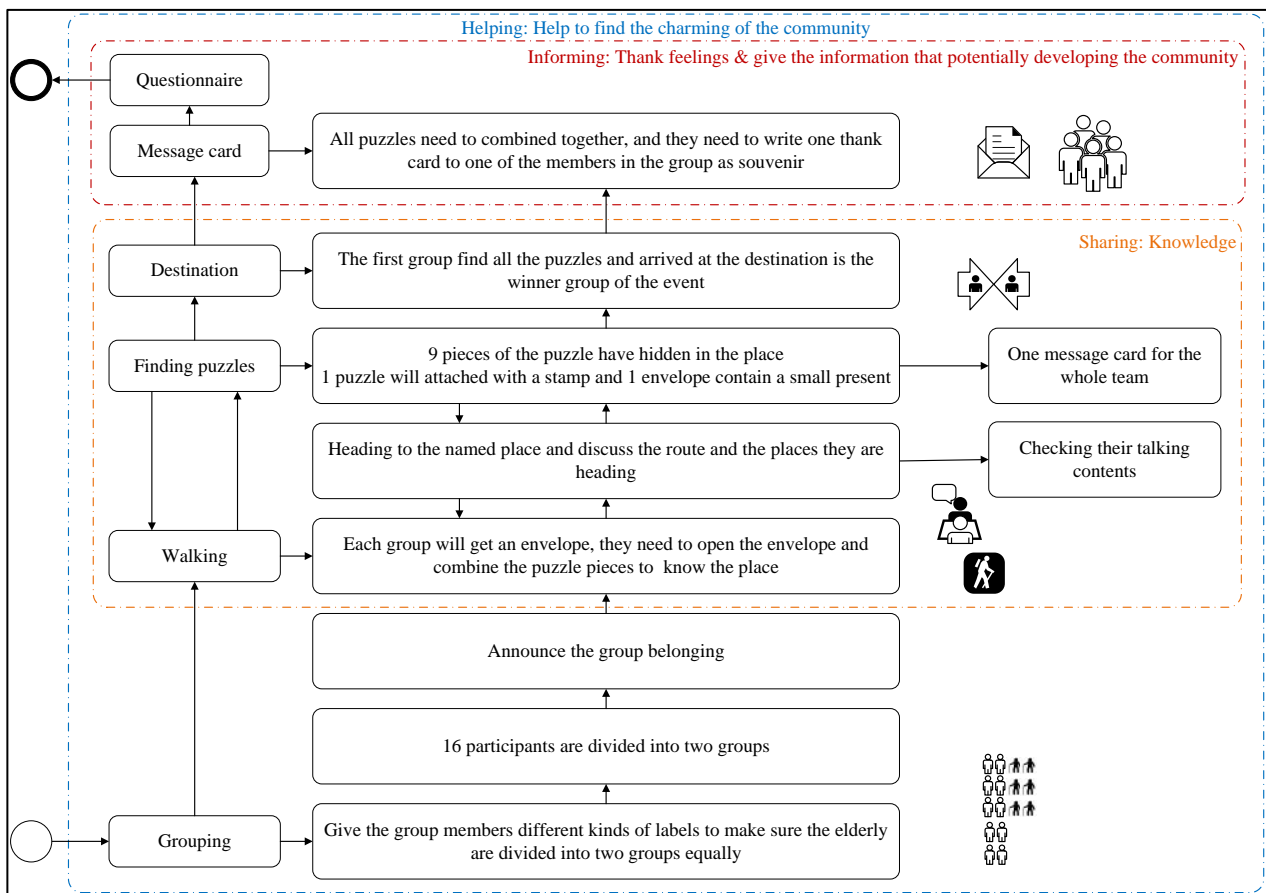 Helping: Help to find the charming of the community
Informing: Thank feelings & give the information that potentially developing the community
Questionnaire
Message card
All puzzles need to combined together, and they need to write one thank
card to one of the members in the group as souvenir
Sharing: Knowledge
Destination
The first group find all the puzzles and arrived at the destination is the
winner group of the event
Finding puzzles
9 pieces of the puzzle have hidden in the place
1 puzzle will attached with a stamp and 1 envelope contain a small present
One message card for the
whole team
Heading to the named place and discuss the route and the places they are
heading
Checking their talking
contents
Walking
Each group will get an envelope, they need to open the envelope and
combine the puzzle pieces to know the place
Announce the group belonging
16 participants are divided into two groups
Grouping
Give the group members different kinds of labels to make sure the elderly
are divided into two groups equally